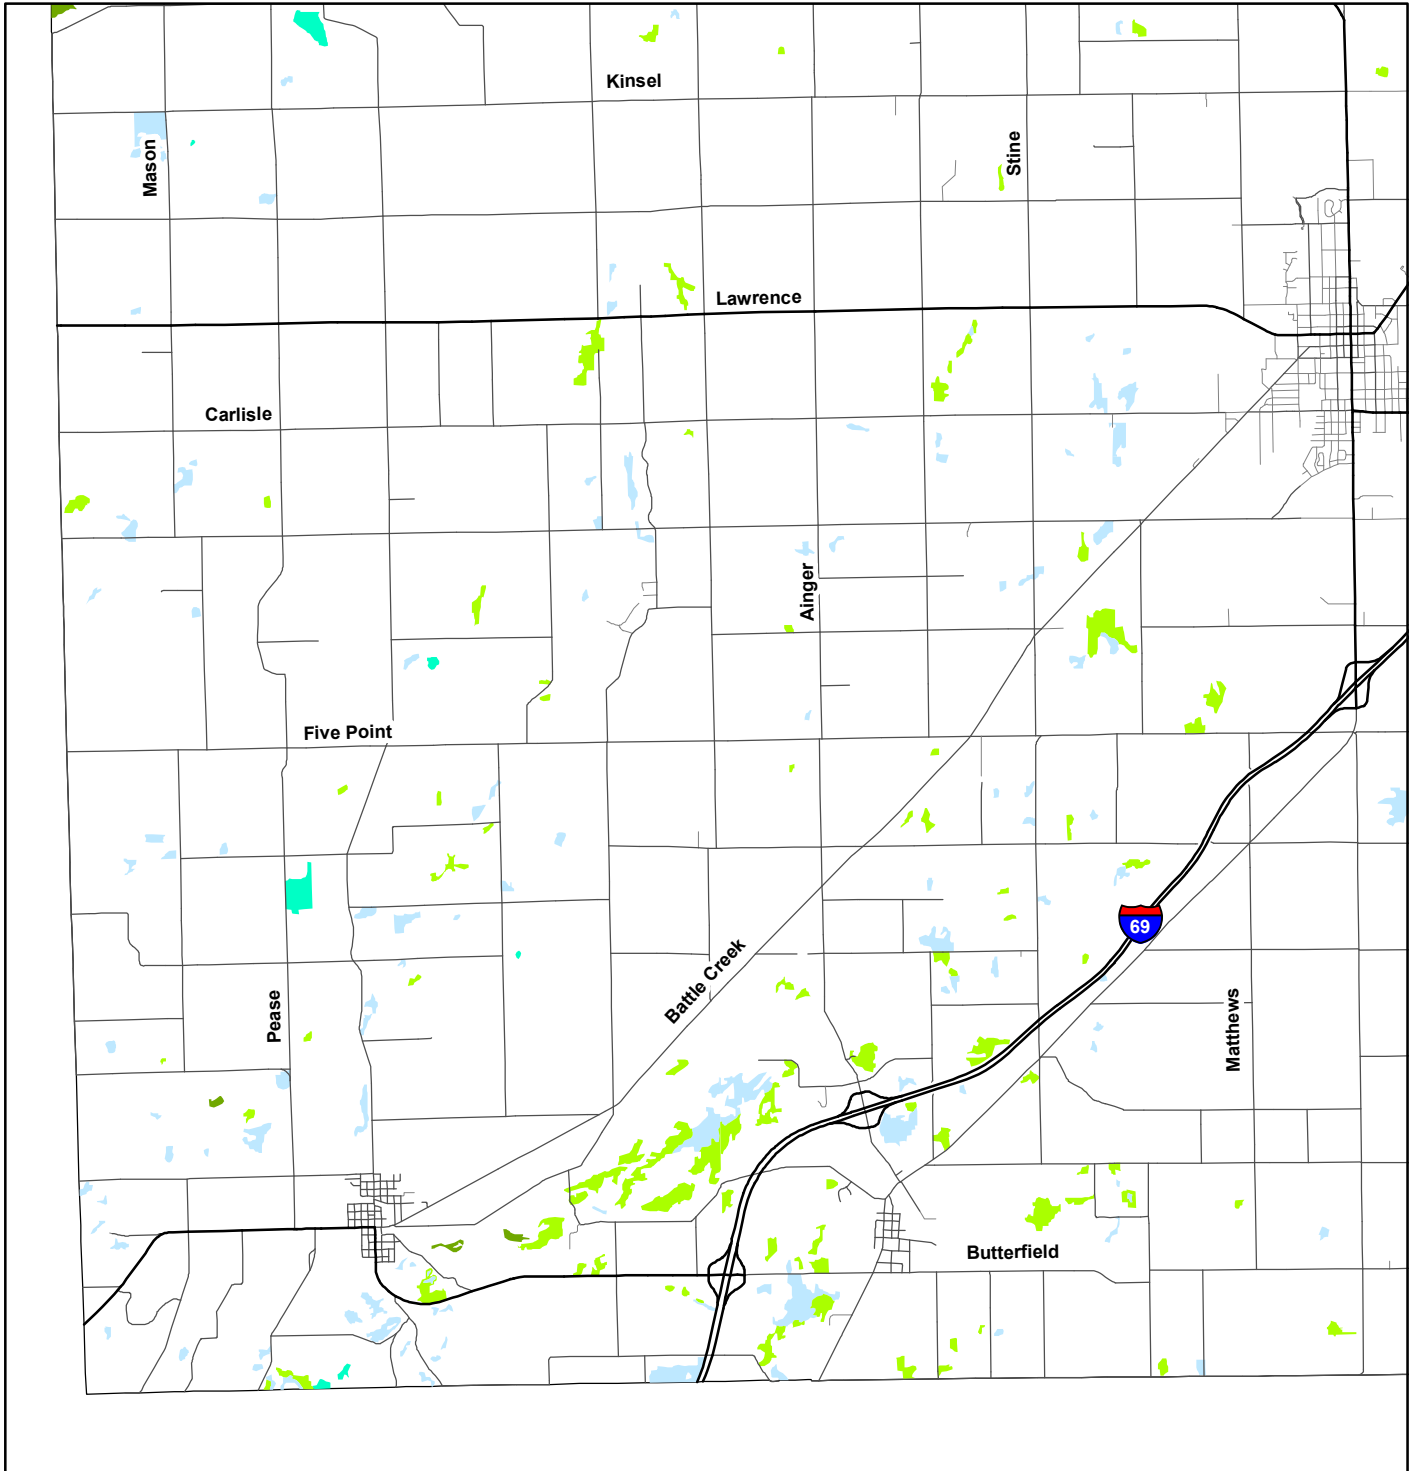 Kinsel
Mason
Stine
Lawrence
Carlisle
Ainger
Five Point
69
Battle Creek
Pease
Matthews
Butterfield